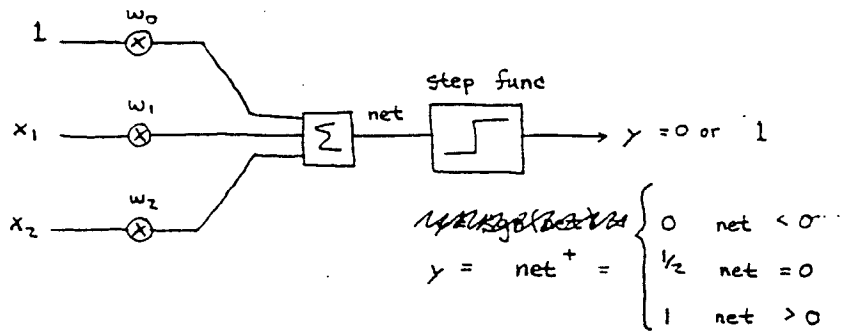 w₀
1
step func
w₁
net
x₁
Σ
y = 0 or 1
w₂
x₂
0 net < 0
y = net⁺ = { 1/2 net = 0
1 net > 0